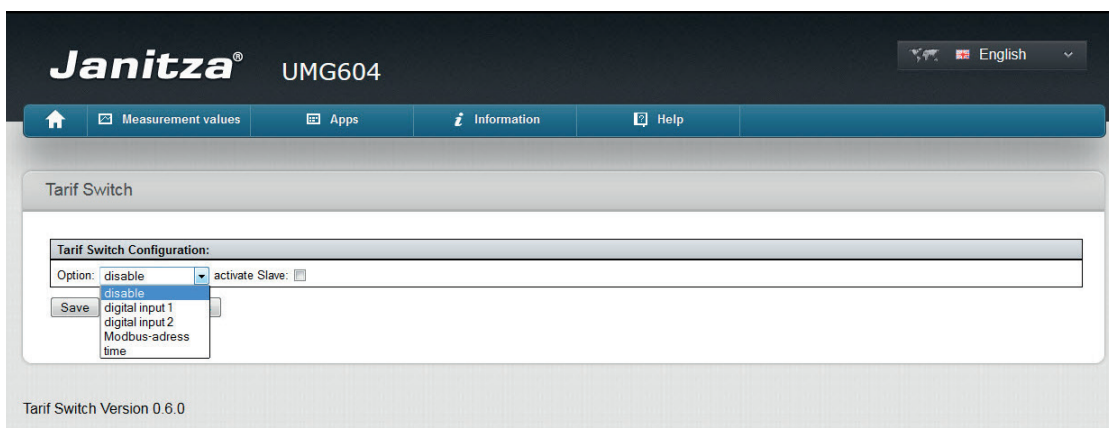 Janitza® UMG604
English
Measurement values Apps Information Help
Tarif Switch
Tarif Switch Configuration:
Option: disable activate Slave:
disable
Save digital input 1
digital input 2
Modbus-adress
time
Tarif Switch Version 0.6.0